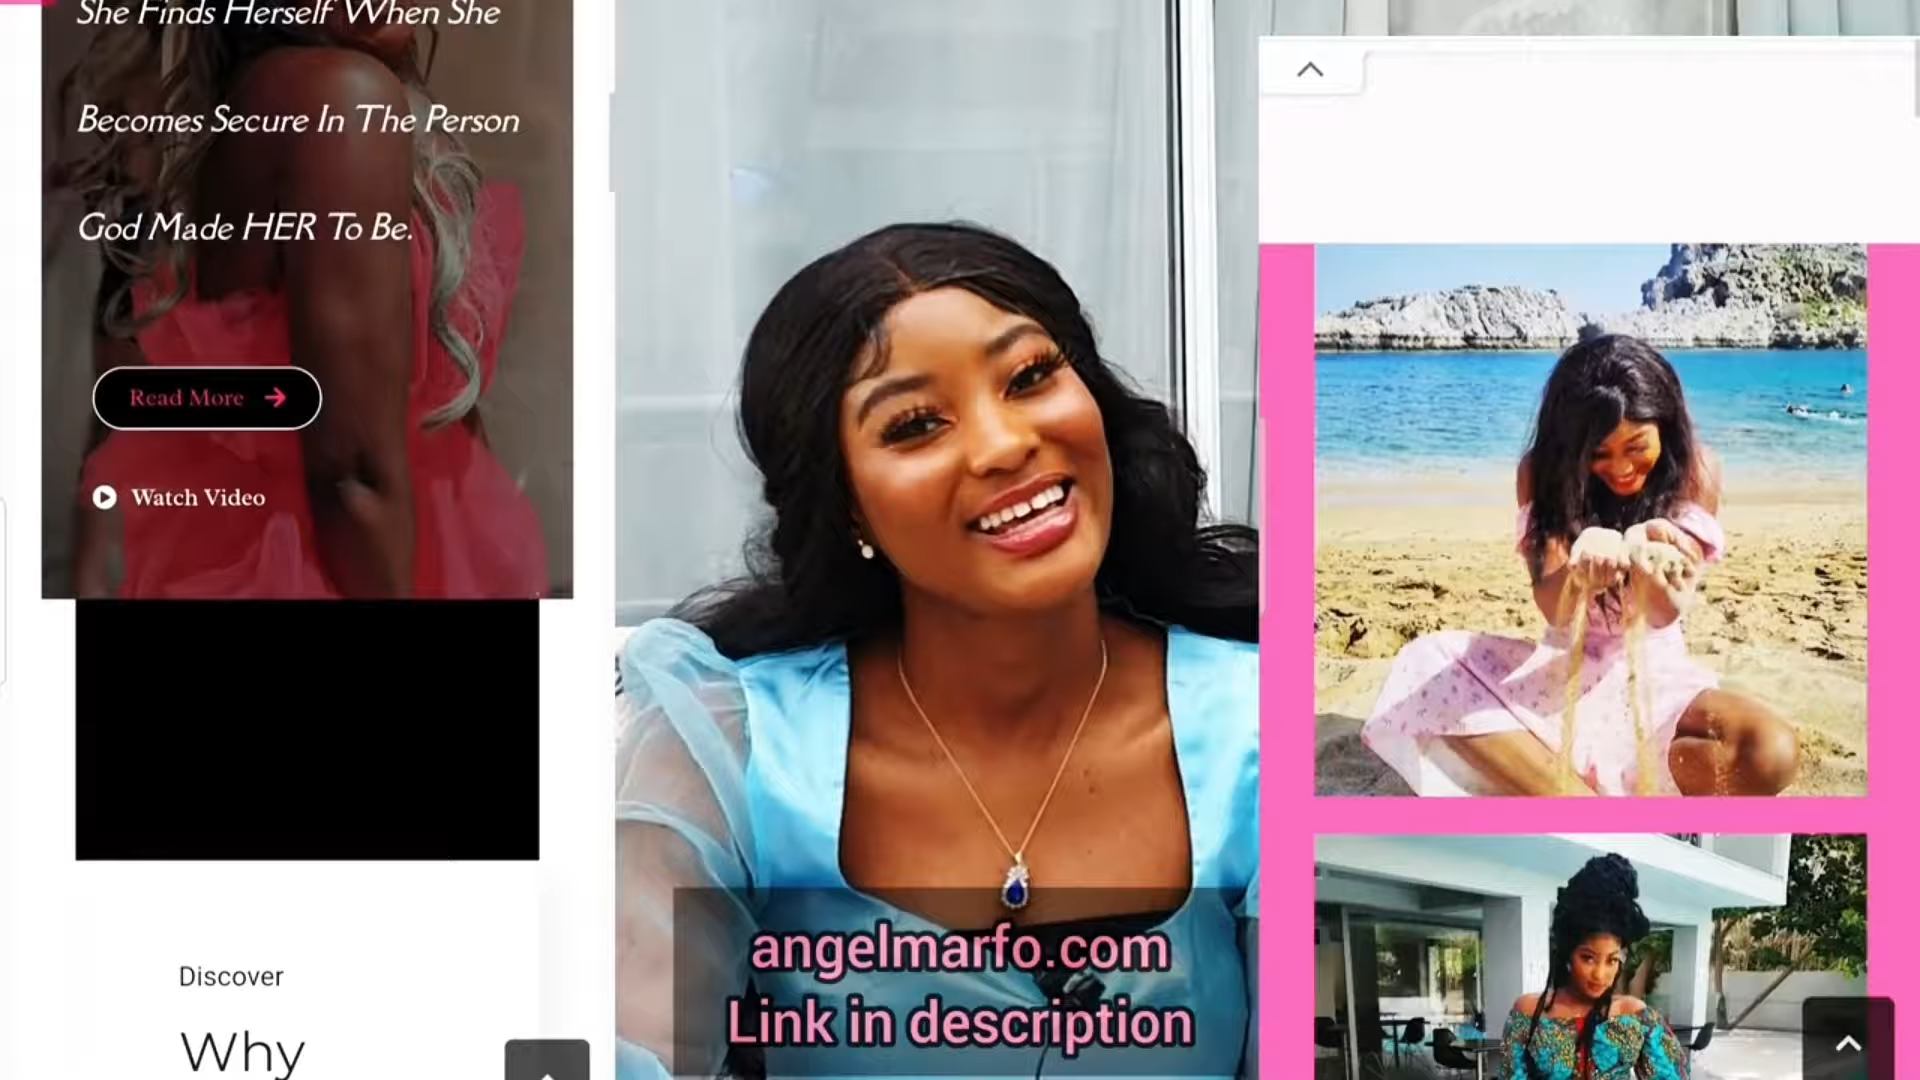 She Finds Herself When She
Becomes Secure In The Person
God Made HER To Be.
Read More
Watch Video
Discover
Why
angelmarfo.com
Link in description